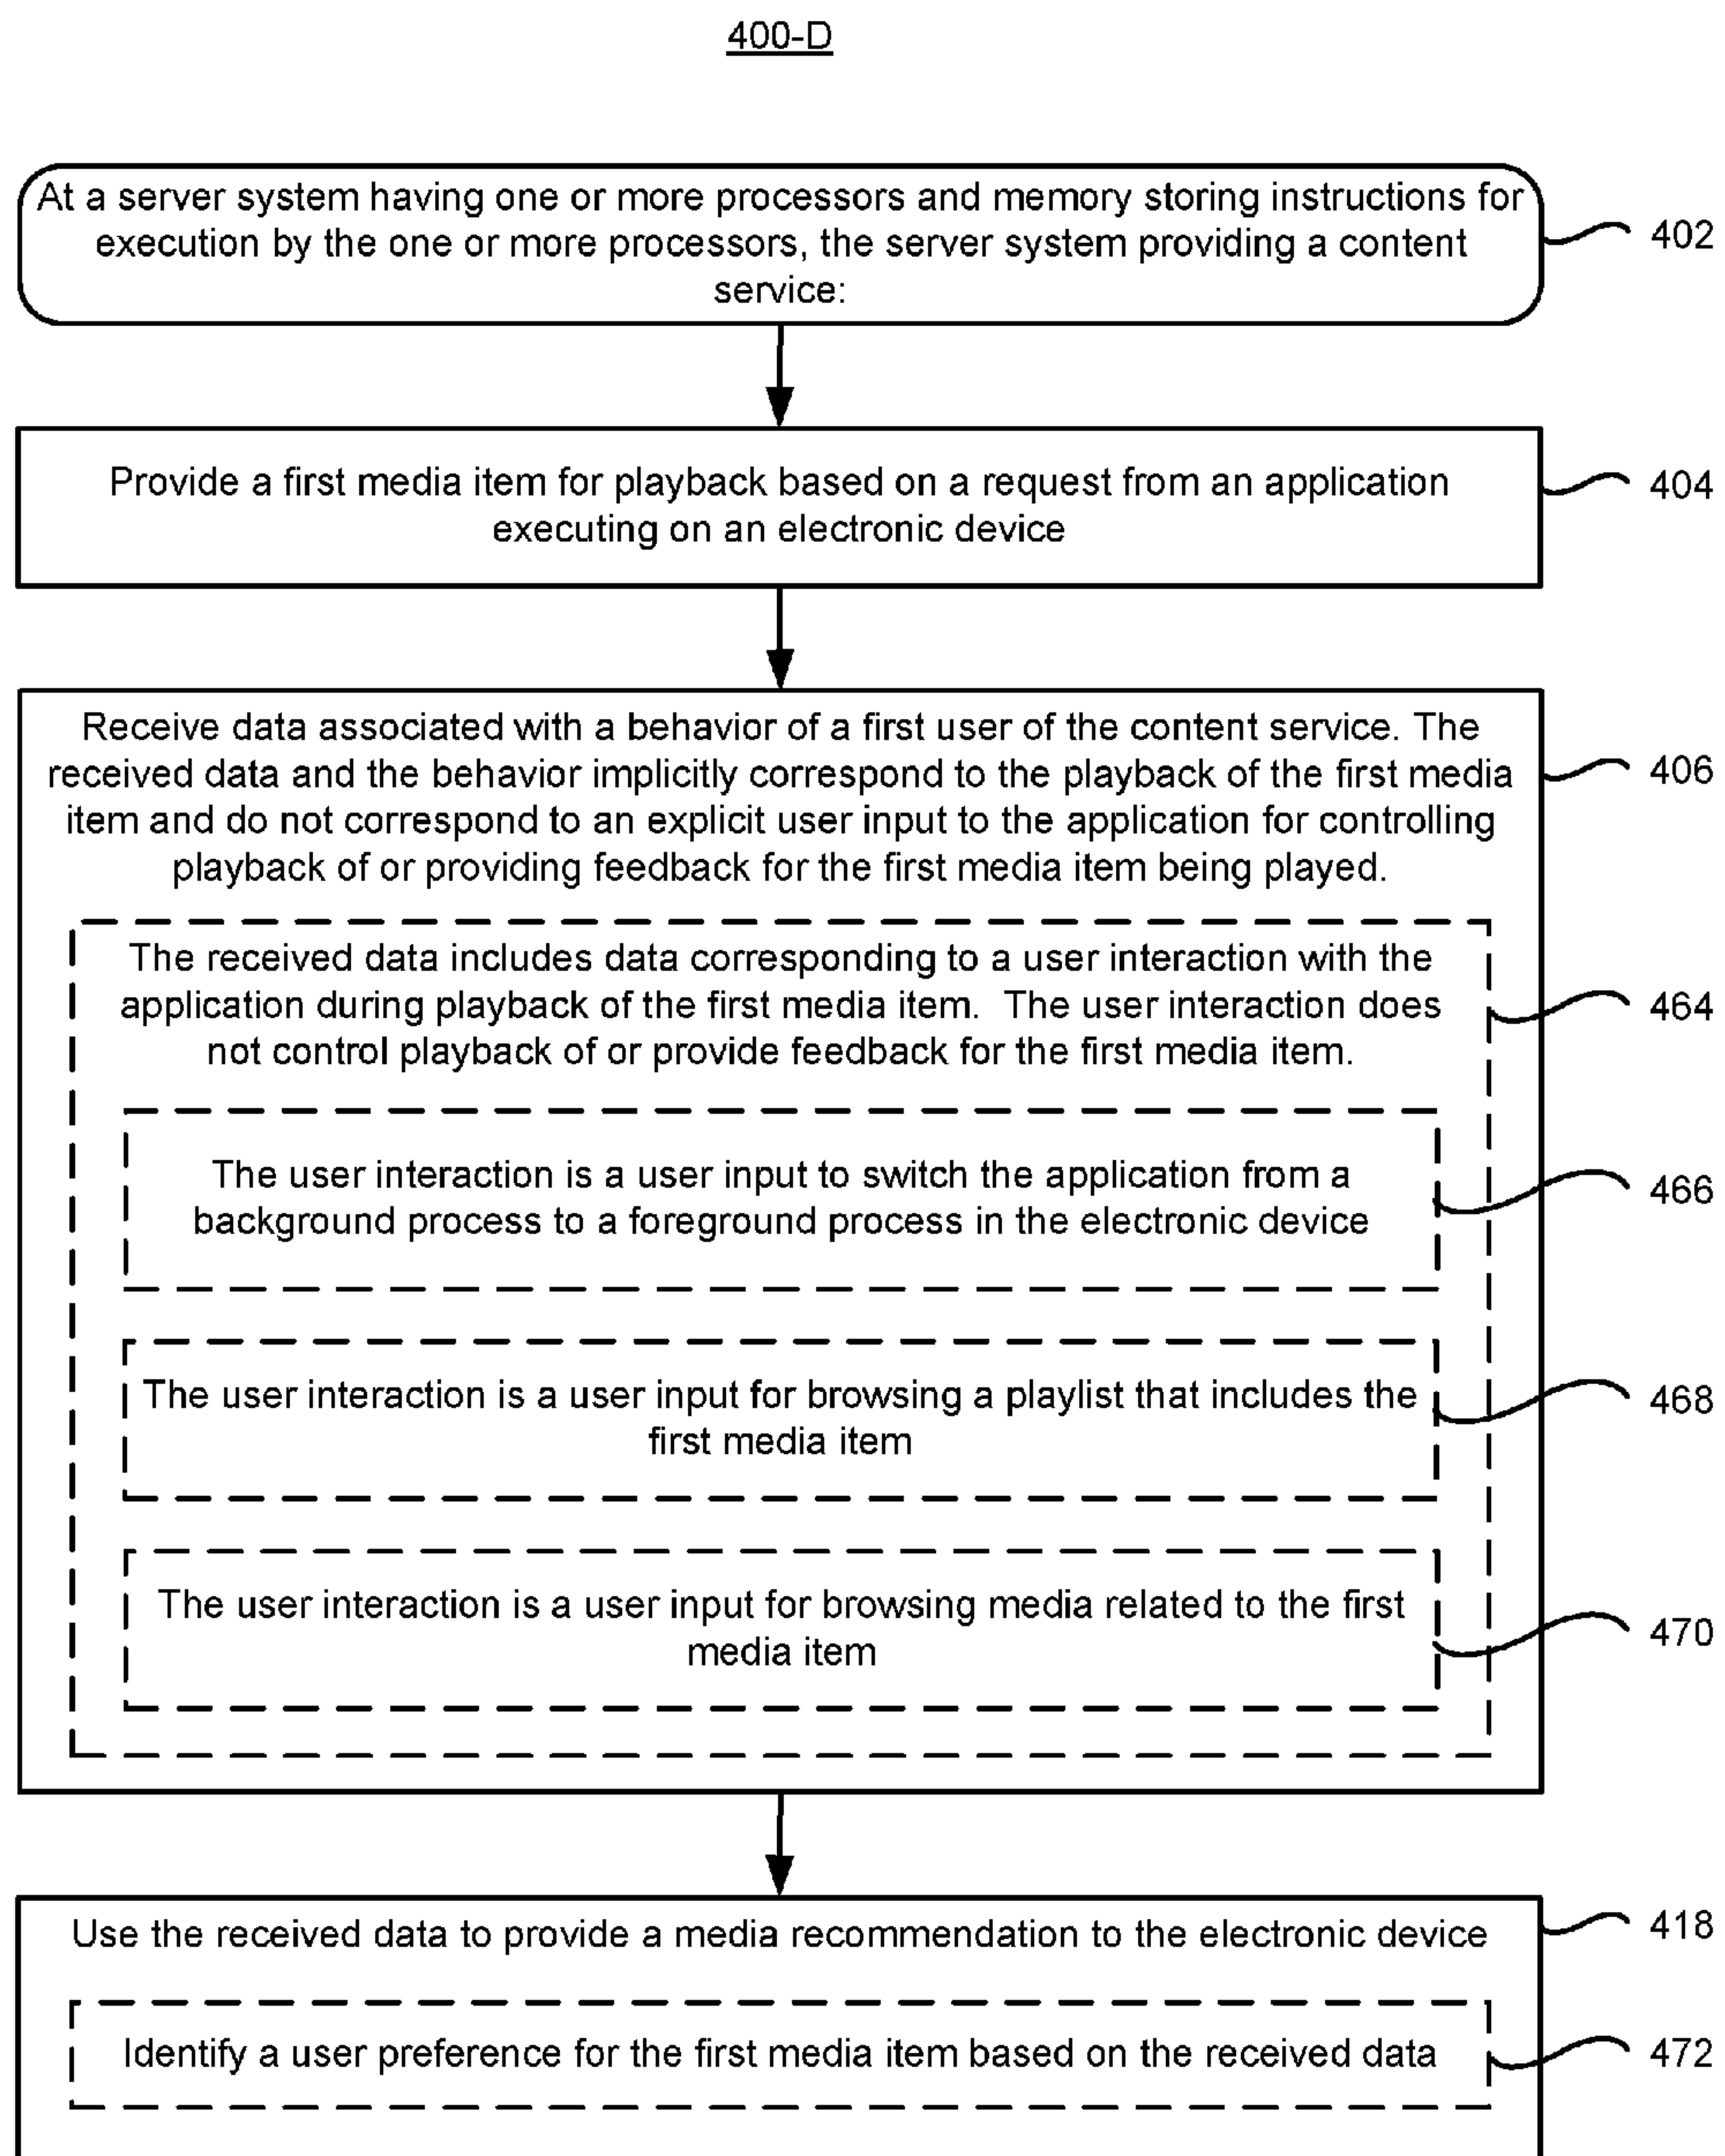 400-D
At a server system having one or more processors and memory storing instructions for
execution by the one or more processors, the server system providing a content
service:
402
Provide a first media item for playback based on a request from an application
executing on an electronic device
404
Receive data associated with a behavior of a first user of the content service. The
received data and the behavior implicitly correspond to the playback of the first media
item and do not correspond to an explicit user input to the application for controlling
playback of or providing feedback for the first media item being played.
406
The received data includes data corresponding to a user interaction with the
application during playback of the first media item. The user interaction does
not control playback of or provide feedback for the first media item.
464
The user interaction is a user input to switch the application from a
background process to a foreground process in the electronic device
466
The user interaction is a user input for browsing a playlist that includes the
first media item
468
The user interaction is a user input for browsing media related to the first
media item
470
Use the received data to provide a media recommendation to the electronic device
418
Identify a user preference for the first media item based on the received data
472